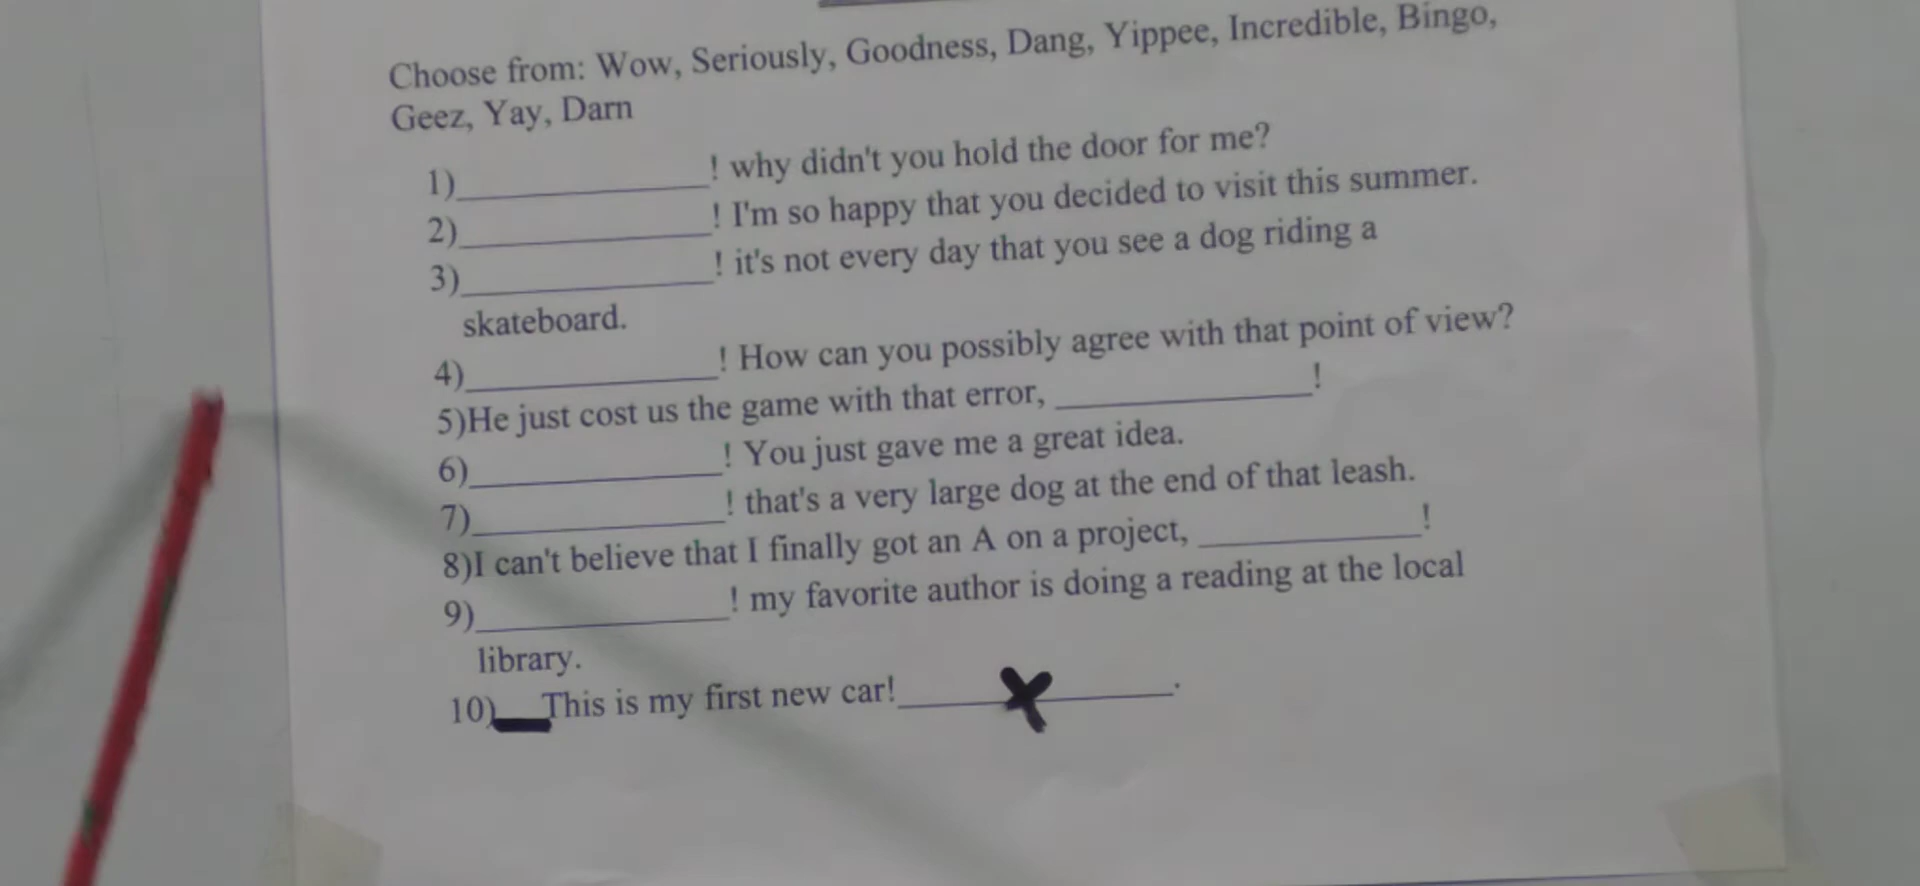 Choose from: Wow, Seriously, Goodness, Dang, Yippee, Incredible, Bingo,
Geez, Yay, Darn
1)____________! why didn't you hold the door for me?
2)____________! I'm so happy that you decided to visit this summer.
3)____________! it's not every day that you see a dog riding a
skateboard.
4)____________! How can you possibly agree with that point of view?
5)He just cost us the game with that error, ____________!
6)____________! You just gave me a great idea.
7)____________! that's a very large dog at the end of that leash.
8)I can't believe that I finally got an A on a project, ____________!
9)____________! my favorite author is doing a reading at the local
library.
10)___This is my first new car!_____X_______.